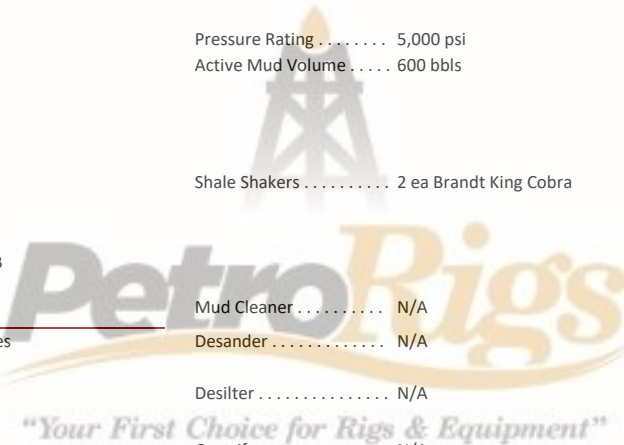 Pressure Rating . . . . . . . . 5,000 psi
Active Mud Volume . . . . . 600 bbls
Shale Shakers . . . . . . . . . . 2 ea Brandt King Cobra
PetroRigs
Mud Cleaner . . . . . . . . . . N/A
Desander . . . . . . . . . . . . . N/A
Desilter . . . . . . . . . . . . . . . N/A
"Your First Choice for Rigs & Equipment"